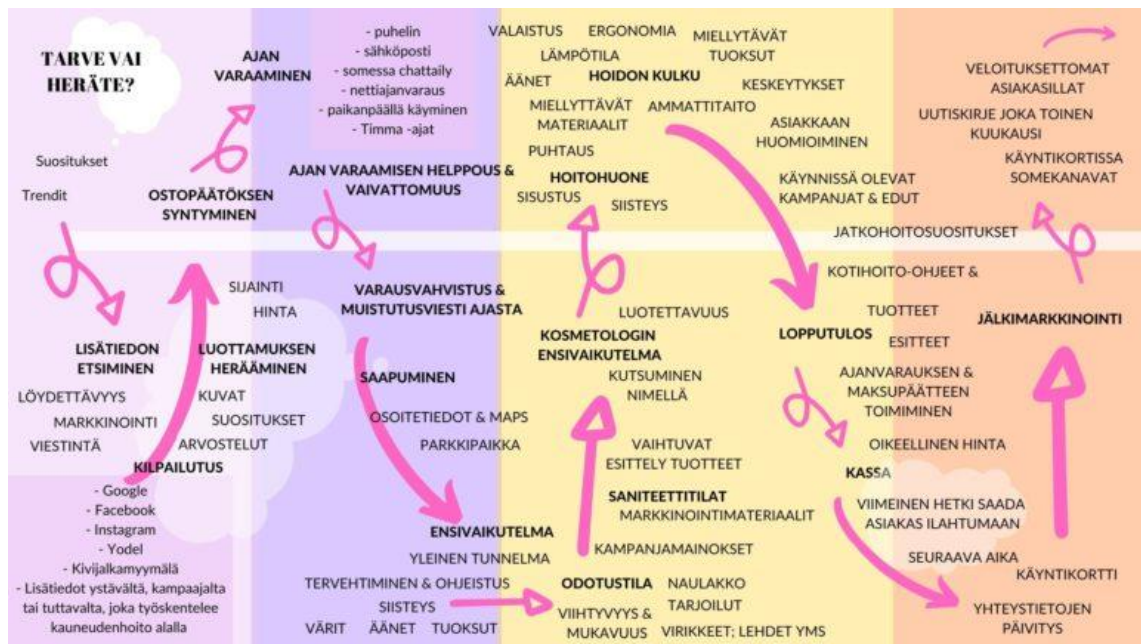 TARVE VAI
HERÄTE?
Suositukset
Trendit
LISÄTIEDON
ETSIMINEN
LÖYDETTÄVYYS
MARKKINOINTI
VIESTINTÄ
KILPAILUTUS
- Google
- Facebook
- Instagram
- Yodel
- Kivijalkamyymälä
- Lisätiedot ystävältä, kampaajalta
tai tuttavalta, joka työskentelee
kauneudenhoito alalla
SIJAINTI
HINTA
LUOTTAMUKSEN
HERÄÄMINEN
KUVAT
SUOSITUKSET
ARVOSTELUT
OSTOPÄÄTÖKSEN
SYNTYMINEN
AJAN
VARAAMINEN
- puhelin
- sähköposti
- somessa chattaily
- nettiajanvaraus
- paikanpäällä käyminen
- Timma -ajat
AJAN VARAAMISEN HELPPOUS &
VAIVATTOMUUS
VARAUSVAHVISTUS &
MUISTUTUSVIESTI AJASTA
SAAPUMINEN
OSOITETIEDOT & MAPS
PARKKIPAIKKA
ENSIVAIKUTELMA
YLEINEN TUNNELMA
TERVEHTIMINEN & OHJEISTUS
SIISTEYS
VÄRIT ÄÄNET TUOKSUT
ODOTUSTILA
VIIHTYVYYS &
MUKAVUUS
NAULAKKO
TARJOILUT
VIRIKKEET; LEHDET YMS
KAMPANJAMAINOKSET
SANITEETTITILAT
MARKKINOINTIMATERIAALIT
VAIHTUVAT
ESITTELY TUOTTEET
KOSMETOLOGIN
ENSIVAIKUTELMA
LUOTETTAVUUS
KUTSUMINEN
NIMELLÄ
HOITOHUONE
SISUSTUS
SIISTEYS
PUHTAUS
MIELLYTTÄVÄT
MATERIAALIT
ÄÄNET
LÄMPÖTILA
VALAISTUS
ERGONOMIA
MIELLYTÄVÄT
TUOKSUT
HOIDON KULKU
KESKEYTYKSET
AMMATTITAITO
ASIAKKAAN
HUOMIOIMINEN
KÄYNNISSÄ OLEVAT
KAMPANJAT & EDUT
JATKOHOITOSUOSITUKSET
KOTIHOITO-OHJEET &
TUOTTEET
LOPPUTULOS
ESITTEET
AJANVARAUKSEN &
MAKSUPÄÄTTEEN
TOIMIMINEN
OIKEELLINEN HINTA
KASSA
VIIMEINEN HETKI SAADA
ASIAKAS ILAHTUMAAN
SEURAAVA AIKA
KÄYNTIKORTTI
YHTEYSTIETOJEN
PÄIVITYS
JÄLKIMARKKINOINTI
KÄYNTIKORTISSA
SOMEKANAVAT
UUTISKIRJE JOKA TOINEN
KUUKAUSI
VELOITUKSETTOMAT
ASIAKASILLAT